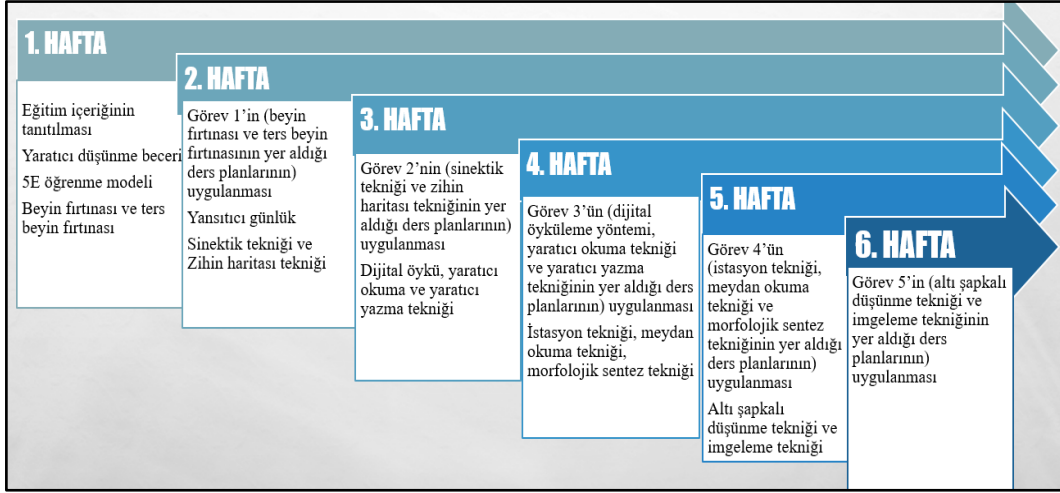 1. HAFTA
Eğitim içeriğinin
tanıtılması
Yaratıcı düşünme beceri
5E öğrenme modeli
Beyin fırtınası ve ters
beyin fırtınası
2. HAFTA
Görev 1’in (beyin
fırtınası ve ters beyin
fırtınasının yer aldığı
ders planlarının)
uygulanması
Yansıtıcı günlük
Sinektik tekniği ve
Zihin haritası tekniği
3. HAFTA
Görev 2’nin (sinektik
tekniği ve zihin
haritası tekniğinin yer
aldığı ders planlarının)
uygulanması
Dijital öykü, yaratıcı
okuma ve yaratıcı
yazma tekniği
4. HAFTA
Görev 3’ün (dijital
öyküleme yöntemi,
yaratıcı okuma tekniği
ve yaratıcı yazma
tekniğinin yer aldığı ders
planlarının) uygulanması
İstasyon tekniği, meydan
okuma tekniği,
morfolojik sentez tekniği
5. HAFTA
Görev 4’ün
(istasyon tekniği,
meydan okuma
tekniği ve
morfolojik sentez
tekniğinin yer aldığı
ders planlarının)
uygulanması
Altı şapkalı
düşünme tekniği ve
imgeleme tekniği
6. HAFTA
Görev 5’in (altı şapkalı
düşünme tekniği ve
imgeleme tekniğinin
yer aldığı ders
planlarının)
uygulanması